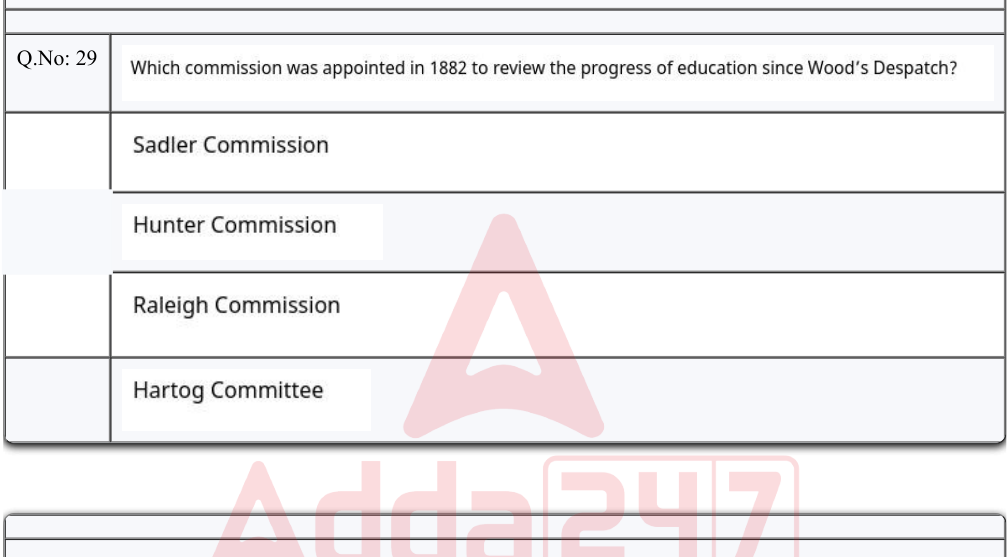 Q.No: 29
Which commission was appointed in 1882 to review the progress of education since Wood’s Despatch?
Sadler Commission
Hunter Commission
Raleigh Commission
Hartog Committee
Adda247